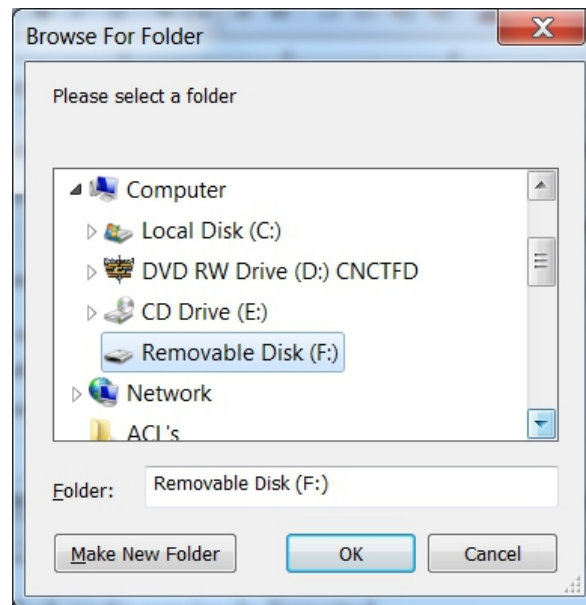 Browse For Folder
X
Please select a folder
Computer
Local Disk (C:)
DVD RW Drive (D:) CNCTFD
CD Drive (E:)
Removable Disk (F:)
Network
ACL's
Folder: Removable Disk (F:)
Make New Folder OK Cancel